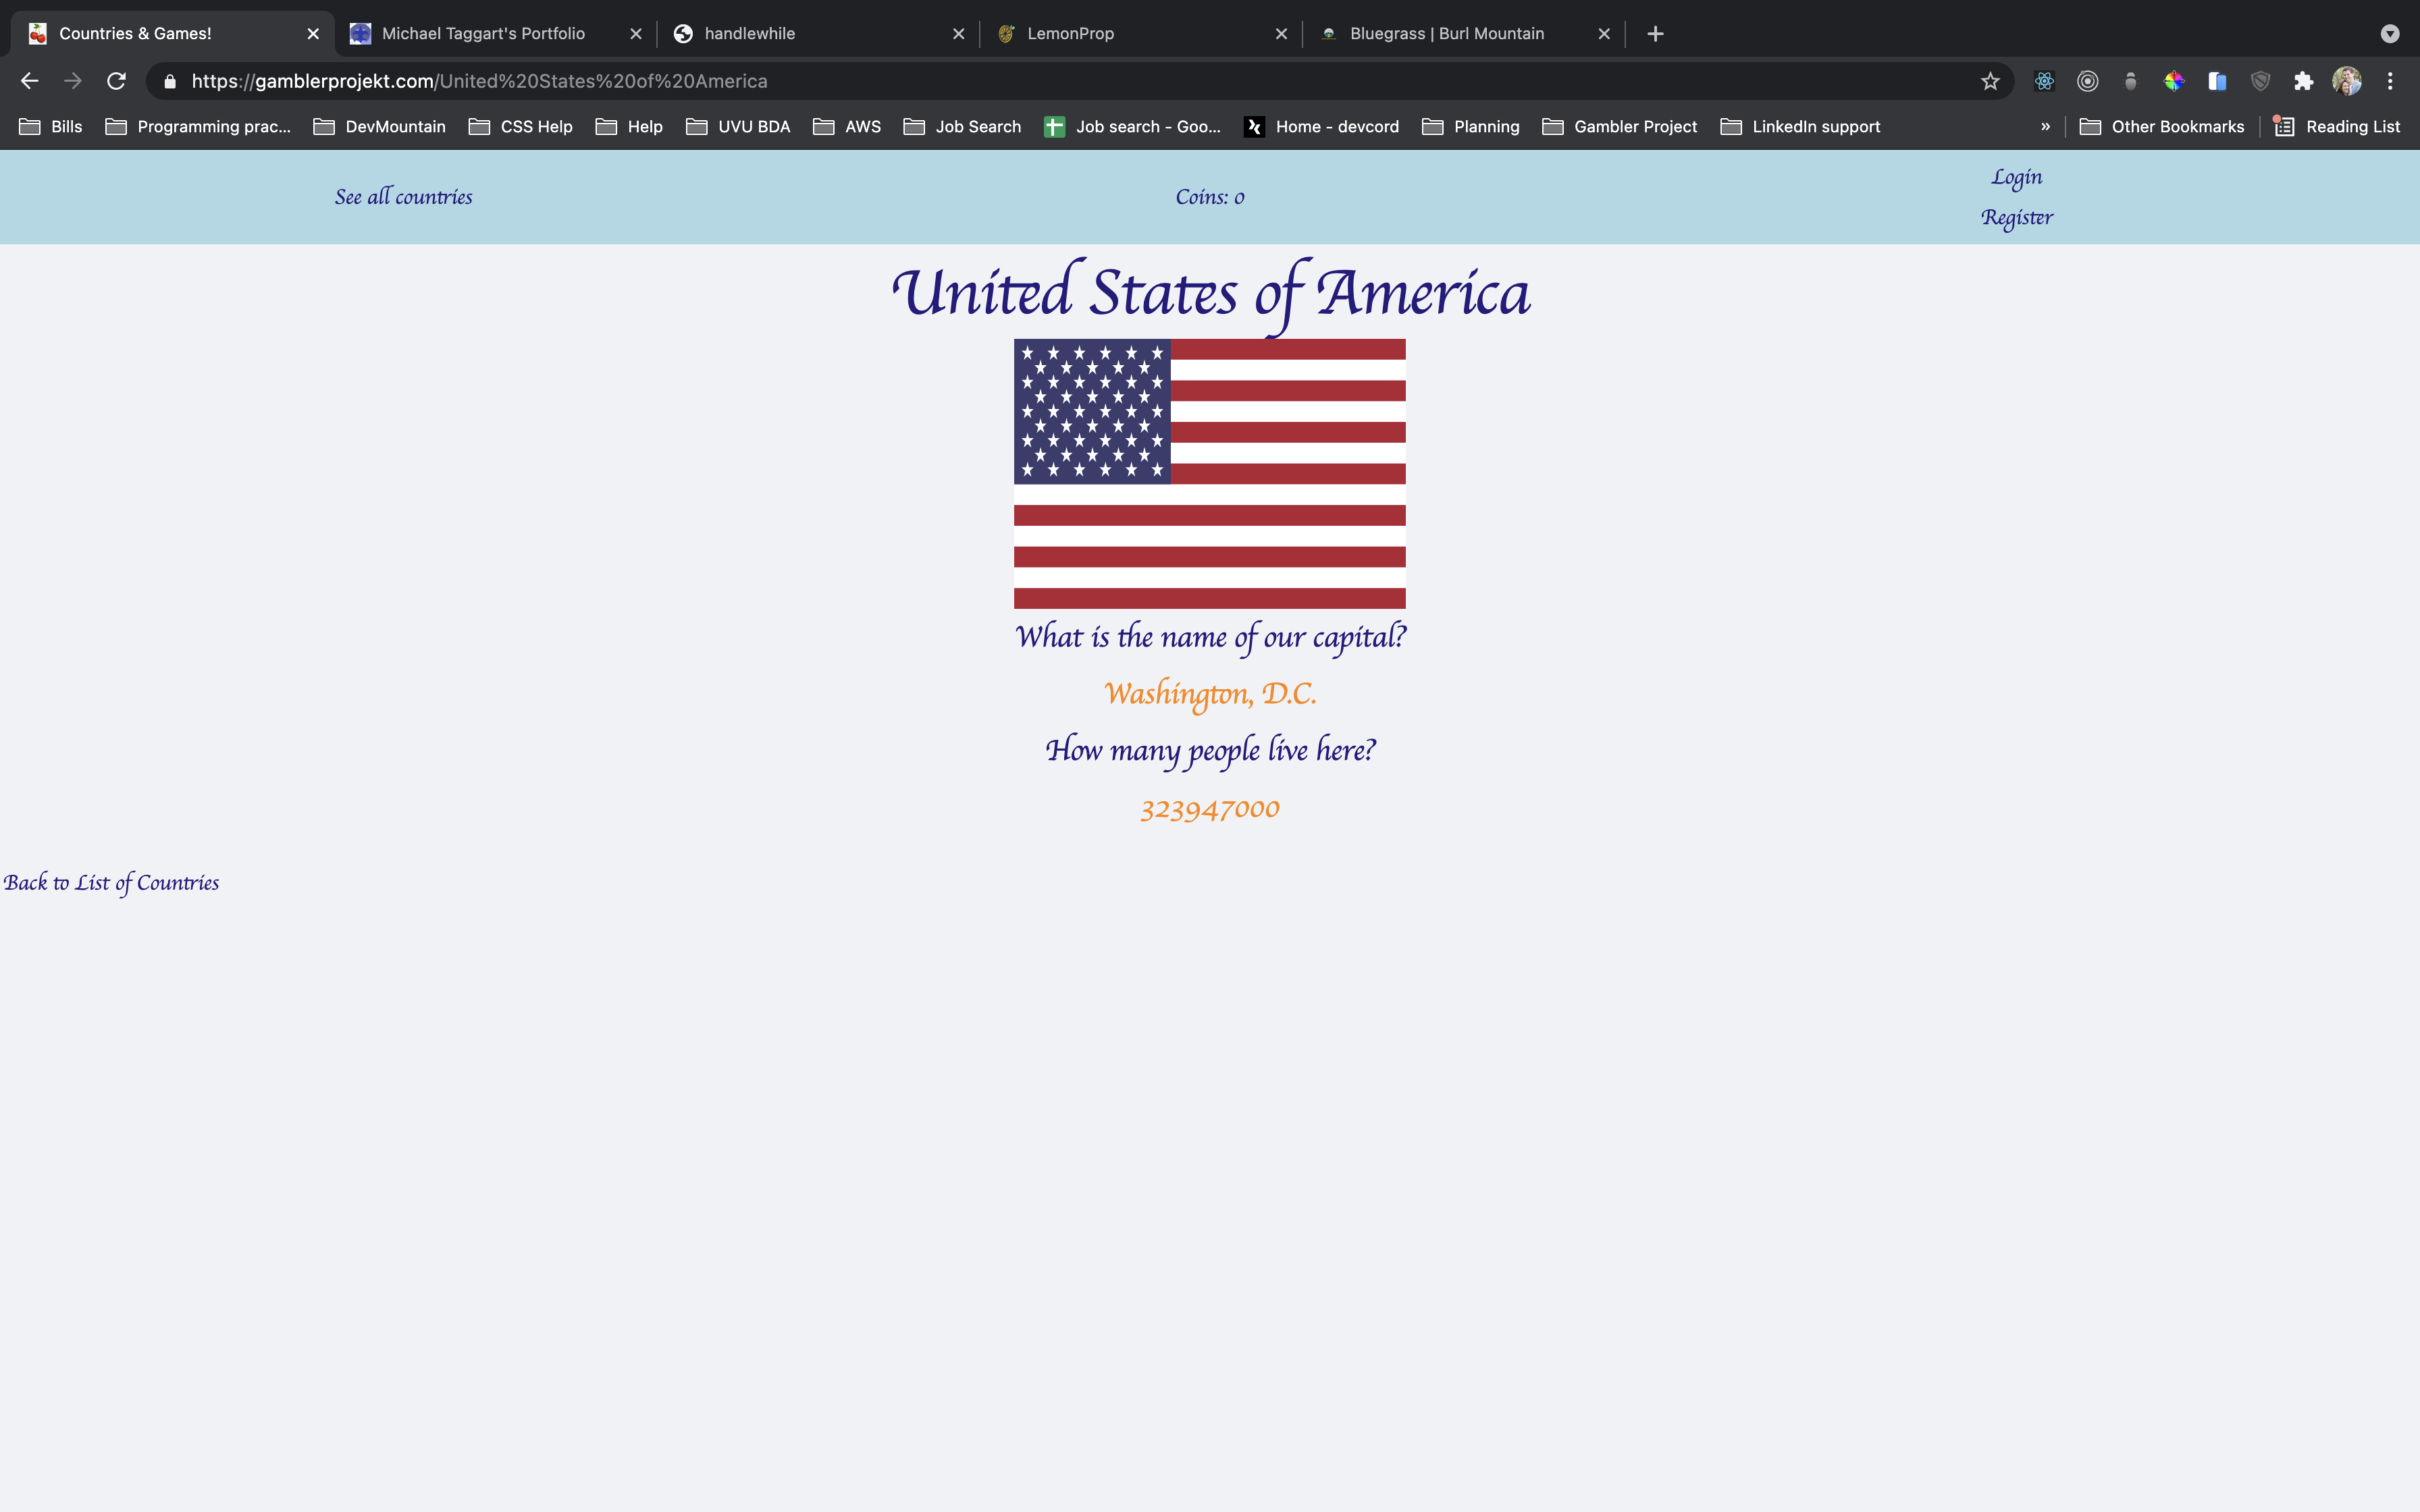 Countries & Games!
Michael Taggart's Portfolio
handlewhile
LemonProp
Bluegrass | Burl Mountain
https://gamblerprojekt.com/United%20States%20of%20America
Bills
Programming prac...
DevMountain
CSS Help
Help
UVU BDA
AWS
Job Search
Job search - Goo...
Home - devcord
Planning
Gambler Project
LinkedIn support
»
Other Bookmarks
Reading List
See all countries
Coins: 0
Login
Register
United States of America
What is the name of our capital?
Washington, D.C.
How many people live here?
323947000
Back to List of Countries